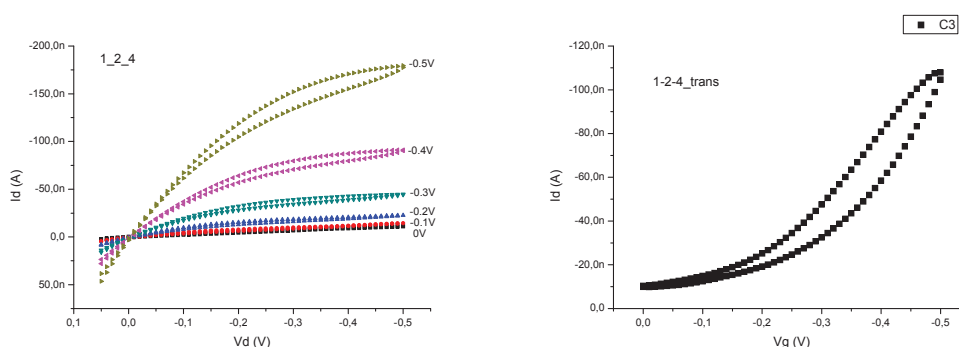 1_2_4
-200,0n
-150,0n
-100,0n
-50,0n
0,0
50,0n
Id (A)
-0.5V
-0.4V
-0.3V
-0.2V
-0.1V
0V
0,1
0,0
-0,1
-0,2
-0,3
-0,4
-0,5
Vd (V)
C3
1-2-4_trans
-120,0n
-100,0n
-80,0n
-60,0n
-40,0n
-20,0n
0,0
Id (A)
0,0
-0,1
-0,2
-0,3
-0,4
-0,5
Vg (V)